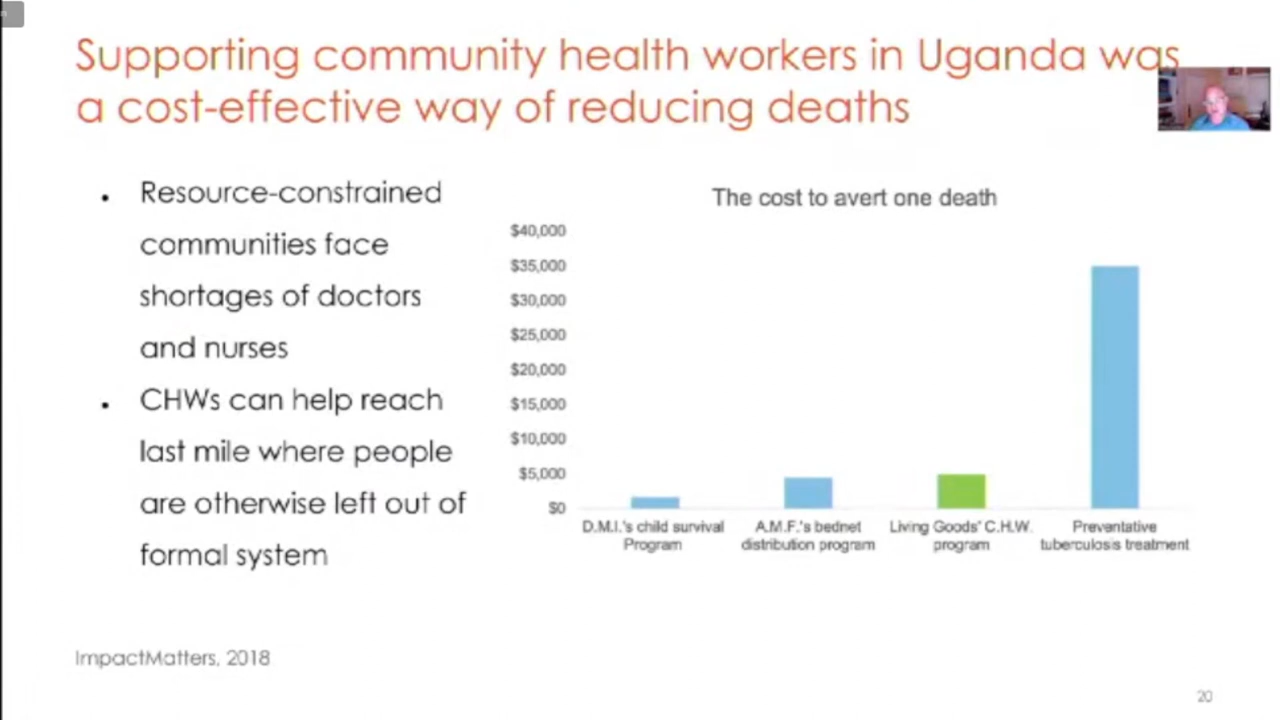 Supporting community health workers in Uganda was
a cost-effective way of reducing deaths
• Resource-constrained
communities face
shortages of doctors
and nurses
• CHWs can help reach
last mile where people
are otherwise left out of
formal system
The cost to avert one death
$40,000
$35,000
$30,000
$25,000
$20,000
$15,000
$10,000
$5,000
$0
D.M.I.'s child survival
Program
A.M.F.'s bednet
distribution program
Living Goods' C.H.W.
program
Preventative
tuberculosis treatment
ImpactMatters, 2018
20